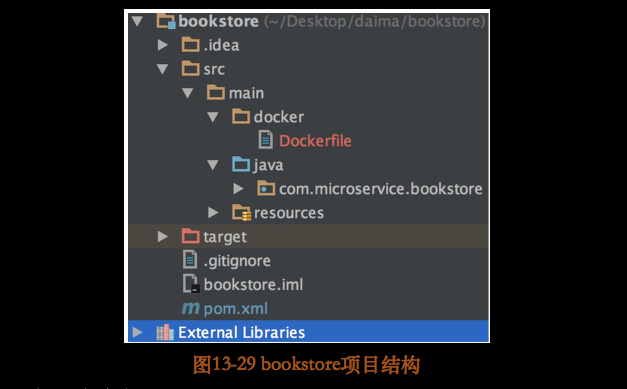 bookstore (~/Desktop/daima/bookstore)
.idea
src
main
docker
Dockerfile
java
com.microservice.bookstore
resources
target
.gitignore
bookstore.iml
m pom.xml
External Libraries
图13-29 bookstore项目结构